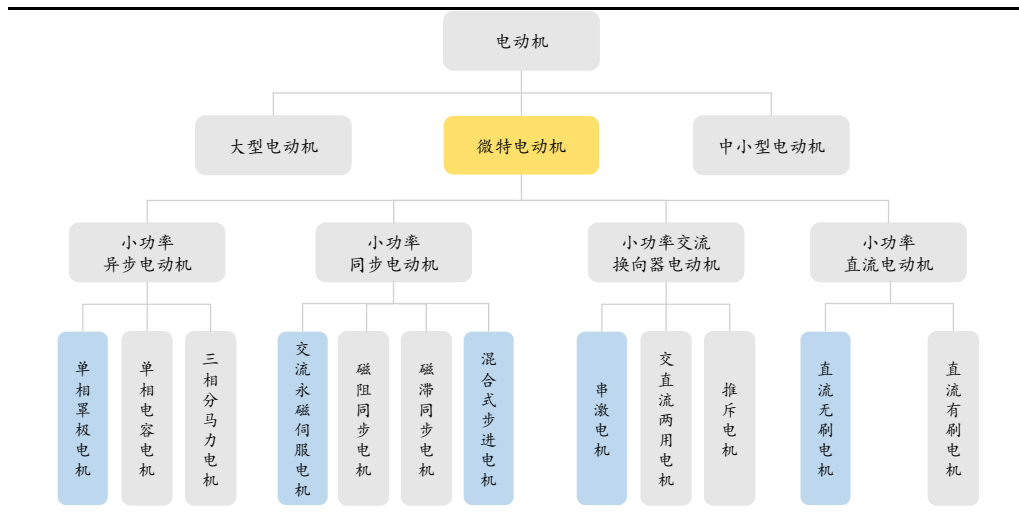 电动机
大型电动机
微特电动机
中小型电动机
小功率
异步电动机
小功率
同步电动机
小功率交流
换向器电动机
小功率
直流电动机
单相罩极电机
单相电容电机
三相分马力电机
交流永磁伺服电机
磁阻同步电机
磁滞同步电机
混合式步进电机
串激电机
交直流两用电机
推斥电机
直流无刷电机
直流有刷电机